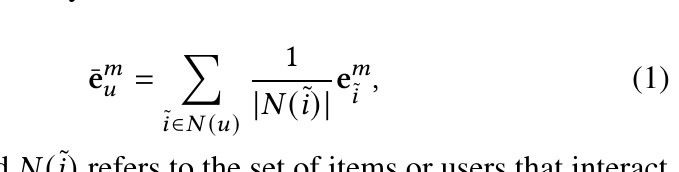 ē_u^m = ∑_{ĩ∈N(u)} 1/|N(ĩ)| e_ĩ^m, (1)
N(ĩ) refers to the set of items or users that interact